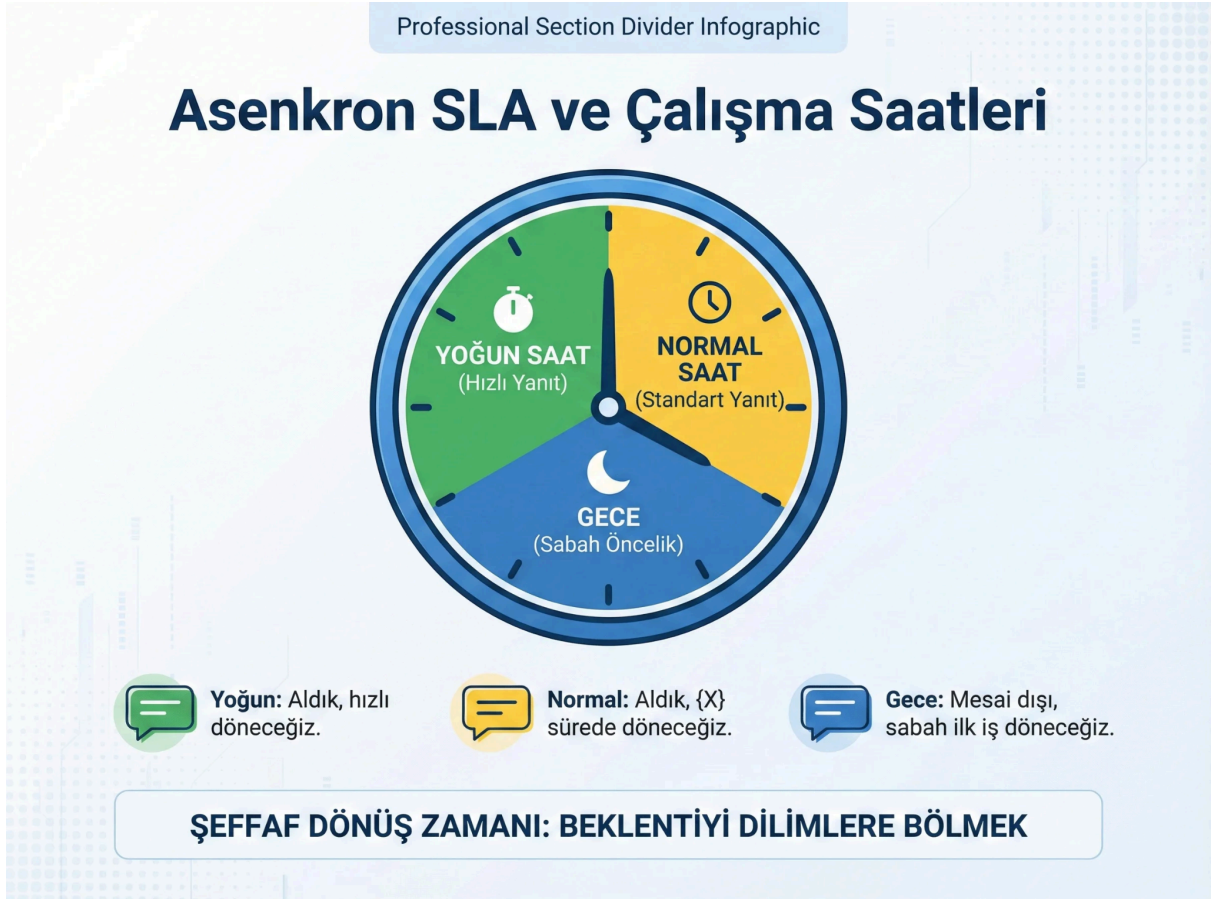 Professional Section Divider Infographic
Asenkron SLA ve Çalışma Saatleri
YOĞUN SAAT
(Hızlı Yanıt)
NORMAL
SAAT
(Standart Yanıt)
GECE
(Sabah Öncelik)
Yoğun: Aldık, hızlı
döneceğiz.
Normal: Aldık, {X}
sürede döneceğiz.
Gece: Mesai dışı,
sabah ilk iş döneceğiz.
ŞEFFAF DÖNÜŞ ZAMANI: BEKLENTİYİ DİLİMLERE BÖLMEK